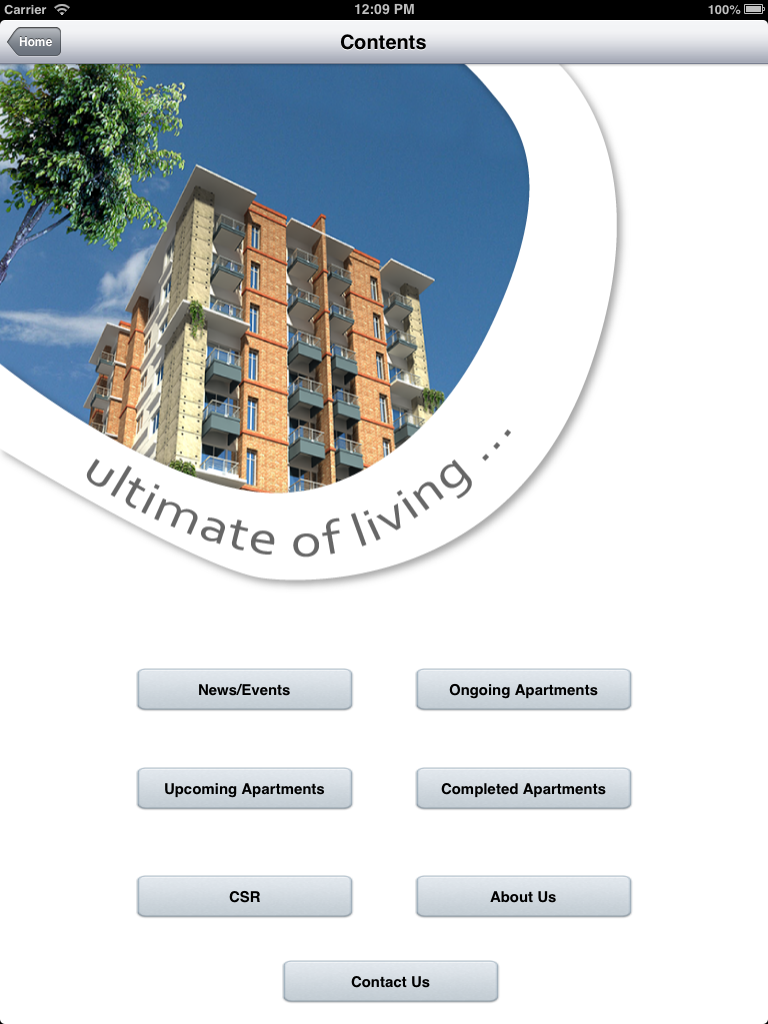 Carrier 12:09 PM 100%
Home Contents
ultimate of living ...
News/Events Ongoing Apartments
Upcoming Apartments Completed Apartments
CSR About Us
Contact Us